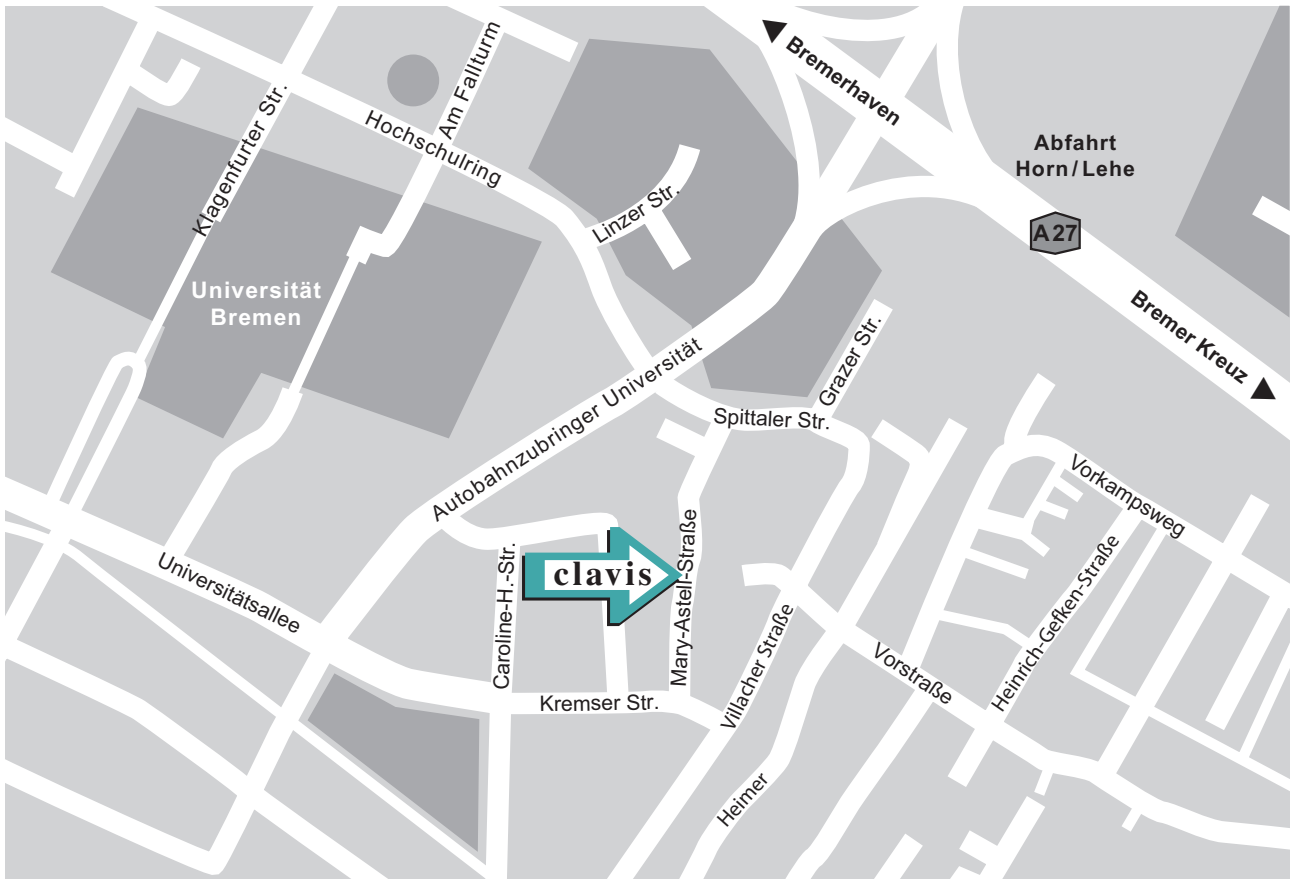 Bremerhaven
Am Fallturm
Klagenfurter Str.
Hochschulring
Abfahrt
Horn/Lehe
Linzer Str.
A 27
Universität
Bremen
Bremer Kreuz
Grazer Str.
Autobahnzubringer Universität
Spittaler Str.
Vorkampsweg
Universitätsallee
Caroline-H.-Str.
clavis
Mary-Astell-Straße
Heinrich-Gefken-Straße
Villacher Straße
Vorstraße
Kremser Str.
Heimer